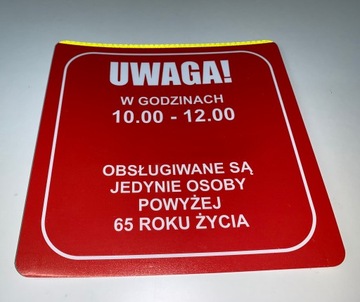 UWAGA!
W GODZINACH
10.00 - 12.00
OBSŁUGIWANE SĄ
JEDYNIE OSOBY
POWYŻEJ
65 ROKU ŻYCIA